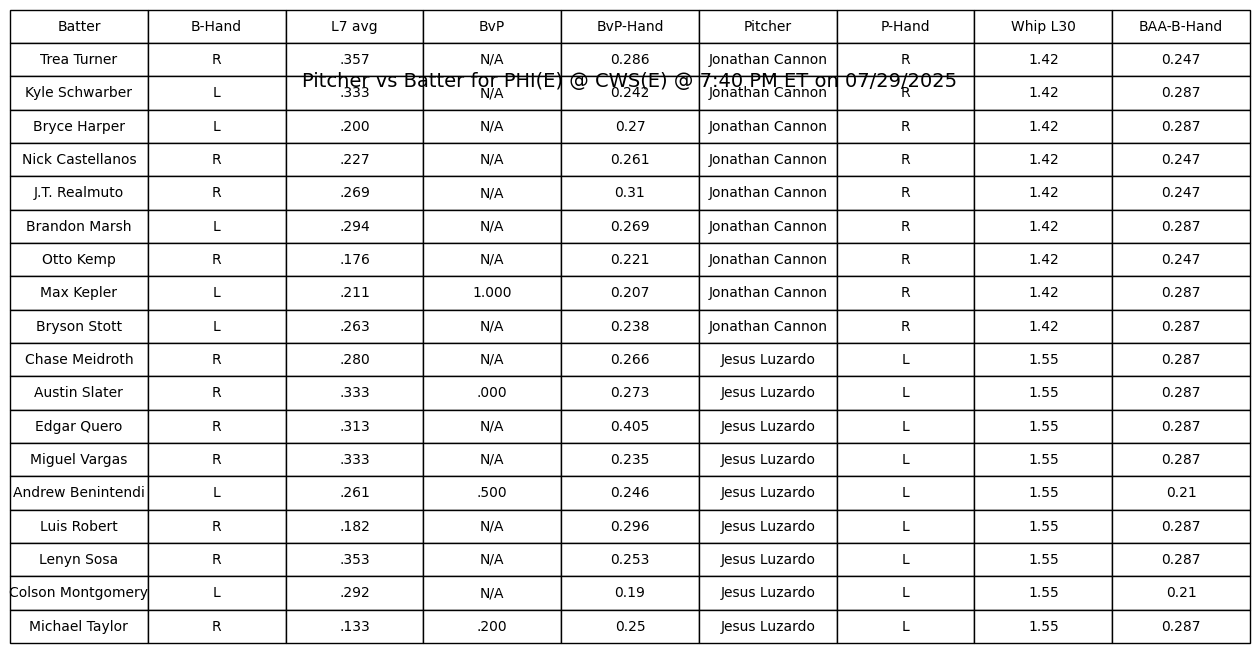 Batter B-Hand L7 avg BvP BvP-Hand Pitcher P-Hand Whip L30 BAA-B-Hand
Trea Turner R .357 N/A 0.286 Jonathan Cannon R 1.42 0.247
Pitcher vs Batter for PHI(E) @ CWS(E) @ 7:40 PM ET on 07/29/2025
Kyle Schwarber L .333 N/A 0.242 Jonathan Cannon R 1.42 0.287
Bryce Harper L .200 N/A 0.27 Jonathan Cannon R 1.42 0.287
Nick Castellanos R .227 N/A 0.261 Jonathan Cannon R 1.42 0.247
J.T. Realmuto R .269 N/A 0.31 Jonathan Cannon R 1.42 0.247
Brandon Marsh L .294 N/A 0.269 Jonathan Cannon R 1.42 0.287
Otto Kemp R .176 N/A 0.221 Jonathan Cannon R 1.42 0.247
Max Kepler L .211 1.000 0.207 Jonathan Cannon R 1.42 0.287
Bryson Stott L .263 N/A 0.238 Jonathan Cannon R 1.42 0.287
Chase Meidroth R .280 N/A 0.266 Jesus Luzardo L 1.55 0.287
Austin Slater R .333 .000 0.273 Jesus Luzardo L 1.55 0.287
Edgar Quero R .313 N/A 0.405 Jesus Luzardo L 1.55 0.287
Miguel Vargas R .333 N/A 0.235 Jesus Luzardo L 1.55 0.287
Andrew Benintendi L .261 .500 0.246 Jesus Luzardo L 1.55 0.21
Luis Robert R .182 N/A 0.296 Jesus Luzardo L 1.55 0.287
Lenyn Sosa R .353 N/A 0.253 Jesus Luzardo L 1.55 0.287
Colson Montgomery L .292 N/A 0.19 Jesus Luzardo L 1.55 0.21
Michael Taylor R .133 .200 0.25 Jesus Luzardo L 1.55 0.287